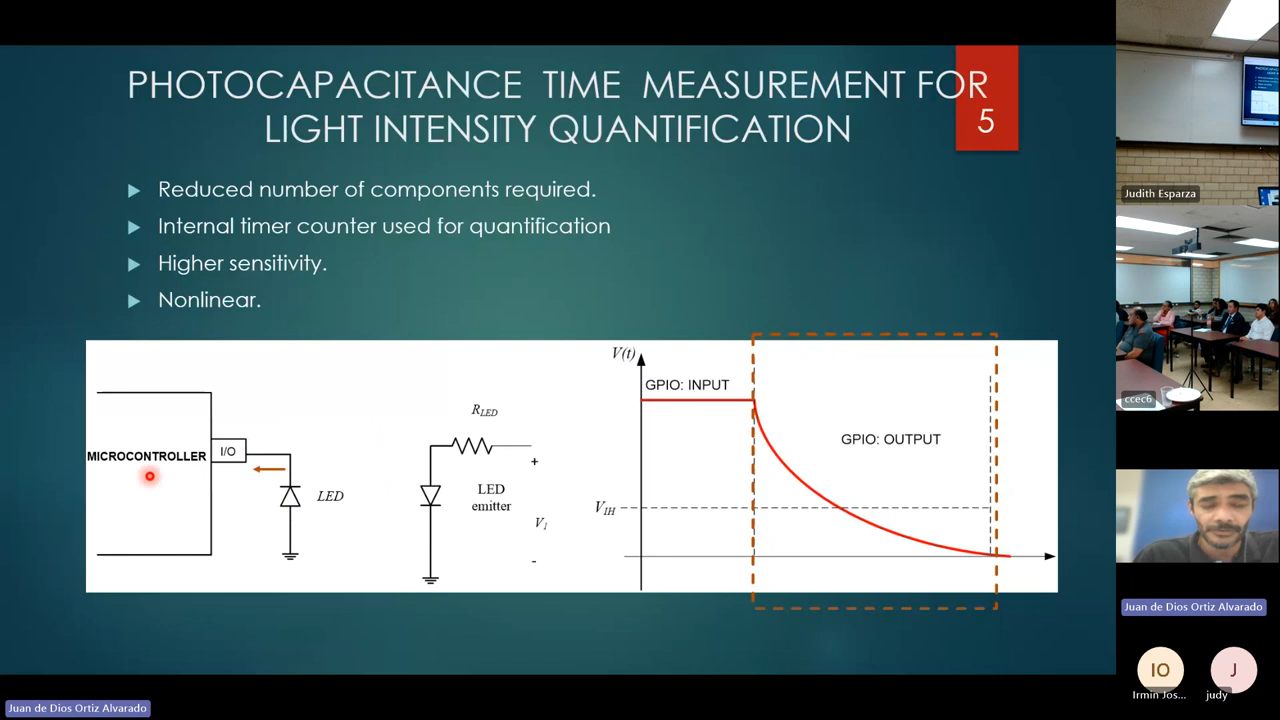 PHOTOCAPACITANCE TIME MEASUREMENT FOR
LIGHT INTENSITY QUANTIFICATION
5
Reduced number of components required.
Internal timer counter used for quantification
Higher sensitivity.
Nonlinear.
MICROCONTROLLER
I/O
LED
R_LED
+
LED
emitter
V_1
-
V(t)
GPIO: INPUT
GPIO: OUTPUT
V_IH
Judith Esparza
ccec6
Juan de Dios Ortiz Alvarado
IO
Irmin Jos...
J
judy
Juan de Dios Ortiz Alvarado